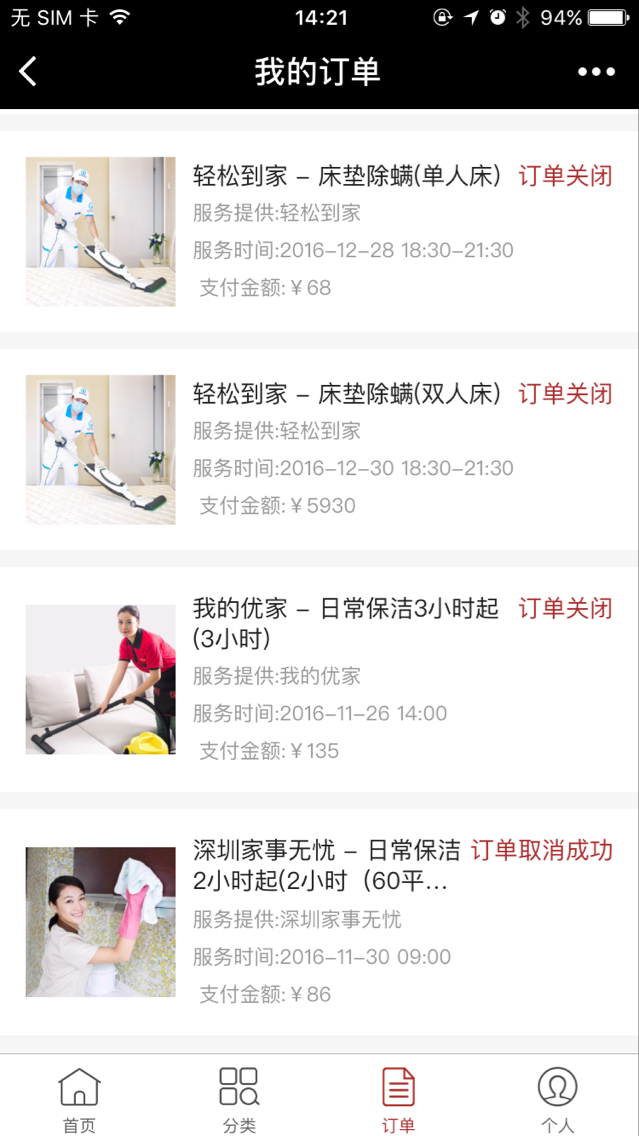 无 SIM 卡 14:21 94%
我的订单
轻松到家 – 床垫除螨(单人床) 订单关闭
服务提供:轻松到家
服务时间:2016-12-28 18:30-21:30
支付金额:￥68
轻松到家 – 床垫除螨(双人床) 订单关闭
服务提供:轻松到家
服务时间:2016-12-30 18:30-21:30
支付金额:￥5930
我的优家 – 日常保洁3小时起 订单关闭
(3小时)
服务提供:我的优家
服务时间:2016-11-26 14:00
支付金额:￥135
深圳家事无忧 – 日常保洁 订单取消成功
2小时起(2小时（60平...
服务提供:深圳家事无忧
服务时间:2016-11-30 09:00
支付金额:￥86
首页 分类 订单 个人